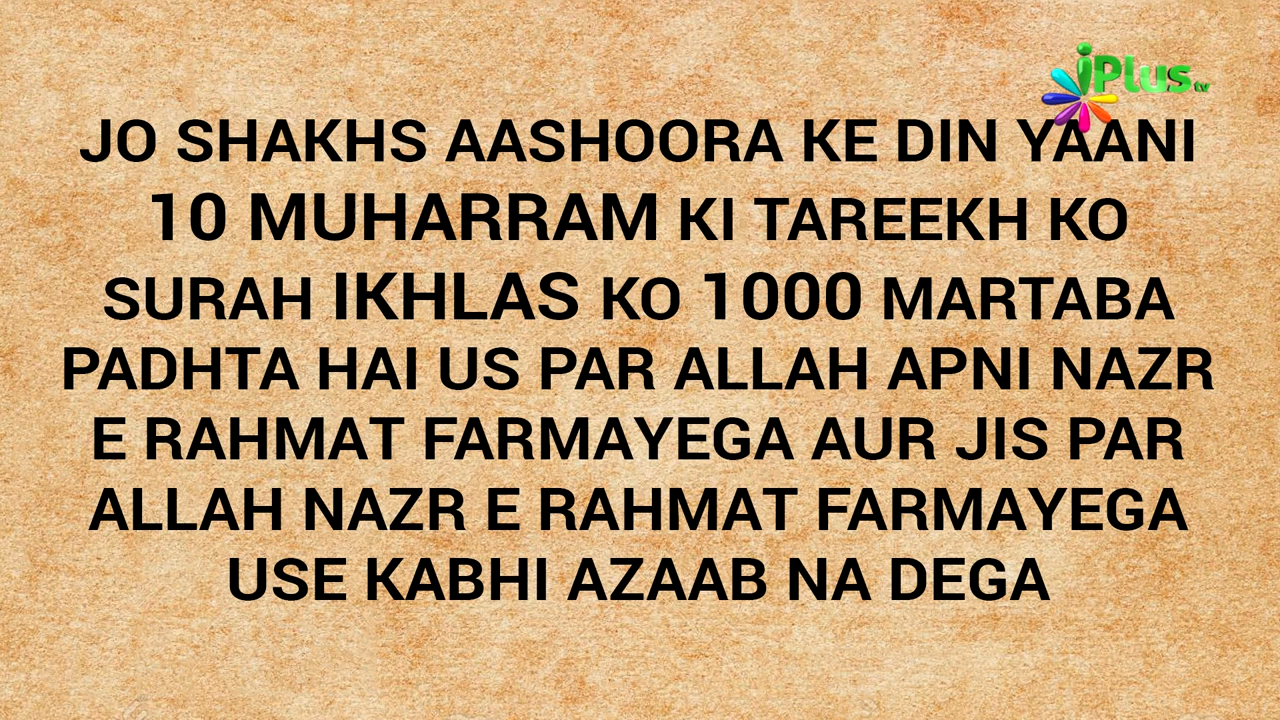 iPlus tv
JO SHAKHS AASHOORA KE DIN YAANI
10 MUHARRAM KI TAREEKH KO
SURAH IKHLAS KO 1000 MARTABA
PADHTA HAI US PAR ALLAH APNI NAZR
E RAHMAT FARMAYEGA AUR JIS PAR
ALLAH NAZR E RAHMAT FARMAYEGA
USE KABHI AZAAB NA DEGA